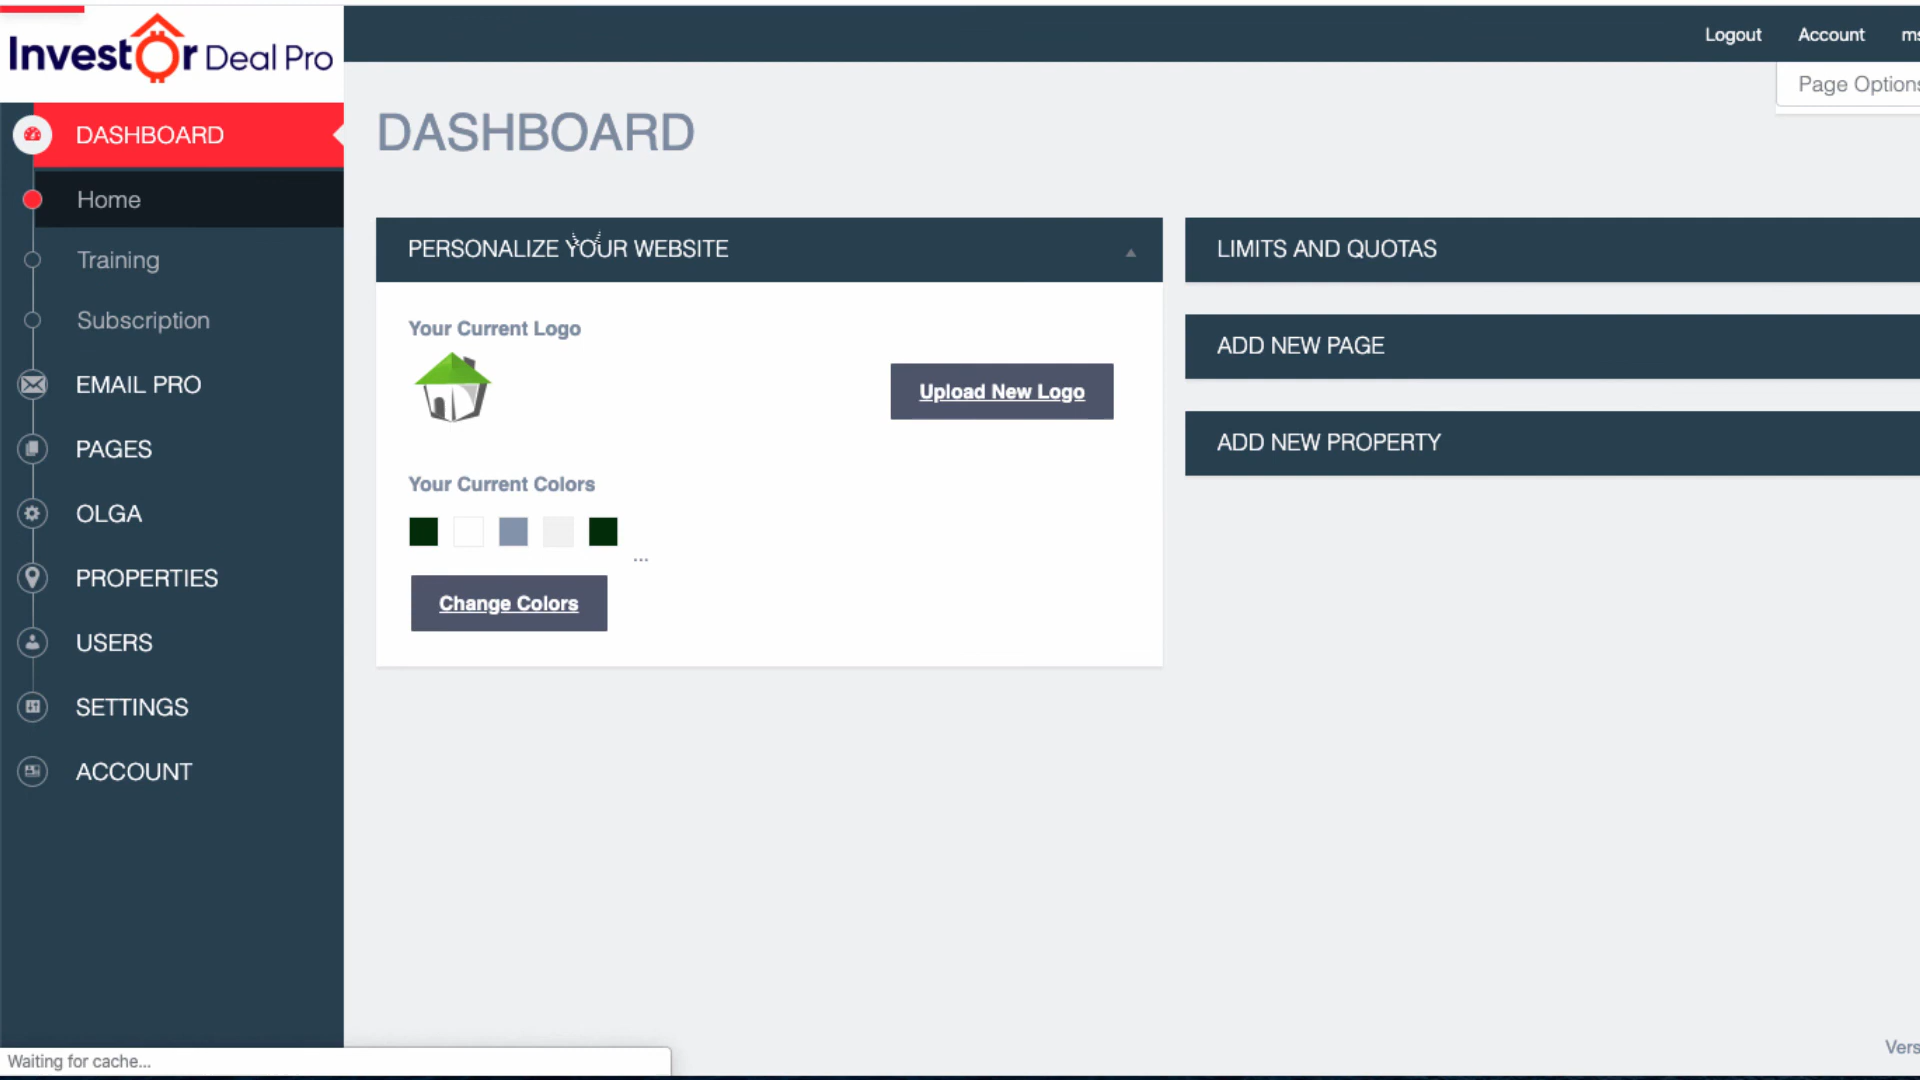 InvestOr Deal Pro
Logout Account
Page Options
DASHBOARD
Home
Training
Subscription
EMAIL PRO
PAGES
OLGA
PROPERTIES
USERS
SETTINGS
ACCOUNT
DASHBOARD
PERSONALIZE YOUR WEBSITE
Your Current Logo
Upload New Logo
Your Current Colors
...
Change Colors
LIMITS AND QUOTAS
ADD NEW PAGE
ADD NEW PROPERTY
Waiting for cache...